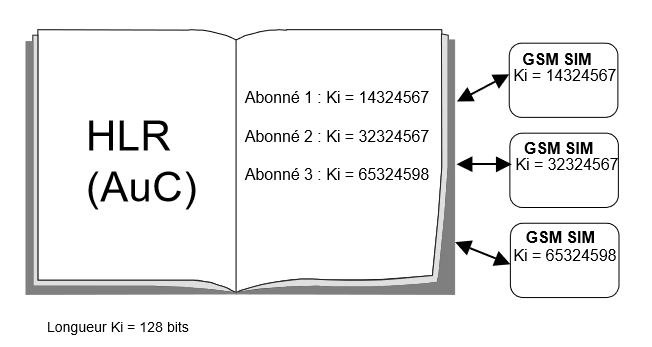 HLR
(AuC)
Abonné 1 : Ki = 14324567
Abonné 2 : Ki = 32324567
Abonné 3 : Ki = 65324598
GSM SIM
Ki = 14324567
GSM SIM
Ki = 32324567
GSM SIM
Ki = 65324598
Longueur Ki = 128 bits